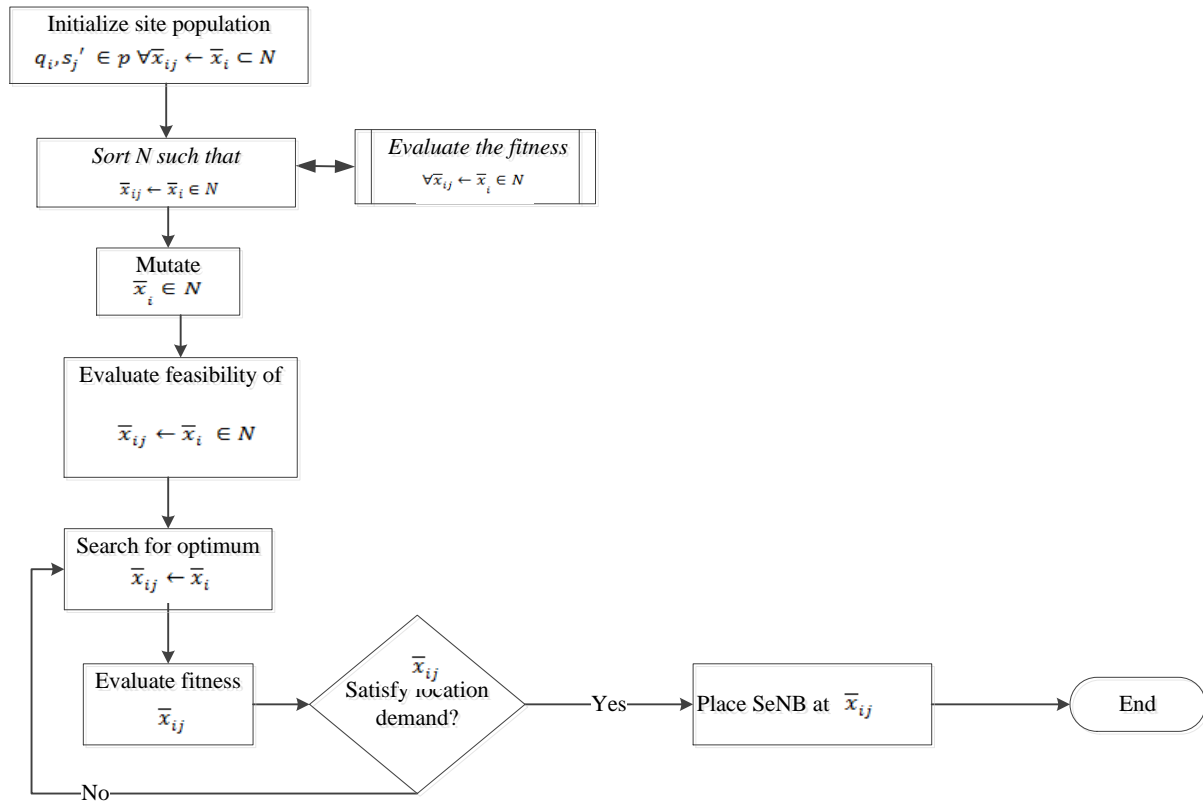 Initialize site population
q_i, s_j′ ∈ p ∀x̅_ij ← x̅_i ⊂ N
Sort N such that
x̅_ij ← x̅_i ∈ N
Evaluate the fitness
∀x̅_ij ← x̅_i ∈ N
Mutate
x̅_i ∈ N
Evaluate feasibility of
x̅_ij ← x̅_i ∈ N
Search for optimum
x̅_ij ← x̅_i
Evaluate fitness
x̅_ij
x̅_ij
Satisfy location
demand?
Yes
Place SeNB at x̅_ij
End
No